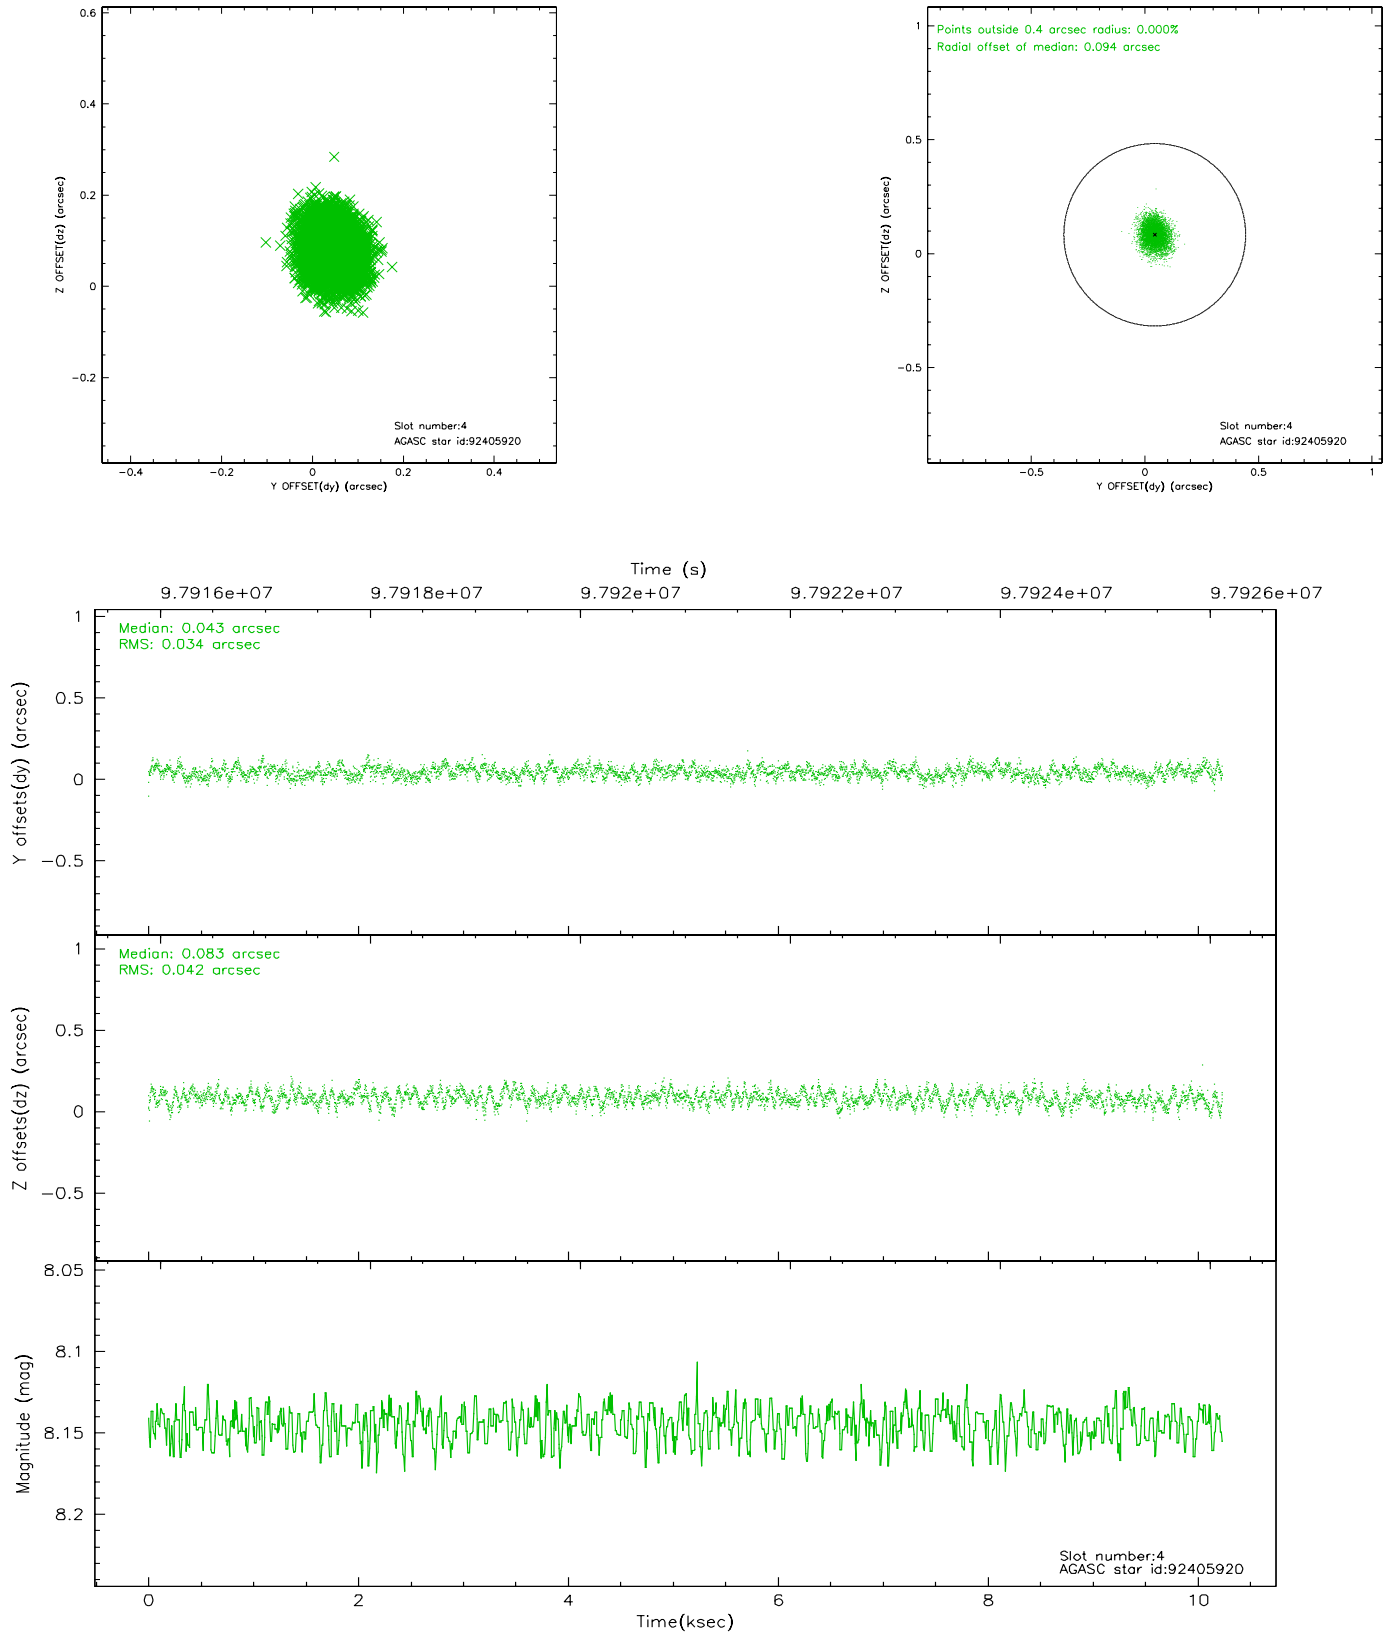 0.6
0.4
0.2
0
−0.2
Z OFFSET(dz) (arcsec)
Slot number:4
AGASC star id:92405920
−0.4 −0.2 0 0.2 0.4
Y OFFSET(dy) (arcsec)
Points outside 0.4 arcsec radius: 0.000%
Radial offset of median: 0.094 arcsec
1
0.5
0
−0.5
Z OFFSET(dz) (arcsec)
Slot number:4
AGASC star id:92405920
−0.5 0 0.5 1
Y OFFSET(dy) (arcsec)
Time (s)
9.7916e+07 9.7918e+07 9.792e+07 9.7922e+07 9.7924e+07 9.7926e+07
Median: 0.043 arcsec
RMS: 0.034 arcsec
1
0.5
0
−0.5
Y offsets(dy) (arcsec)
Median: 0.083 arcsec
RMS: 0.042 arcsec
1
0.5
0
−0.5
Z offsets(dz) (arcsec)
8.05
8.1
8.15
8.2
Magnitude (mag)
Slot number:4
AGASC star id:92405920
0 2 4 6 8 10
Time(ksec)